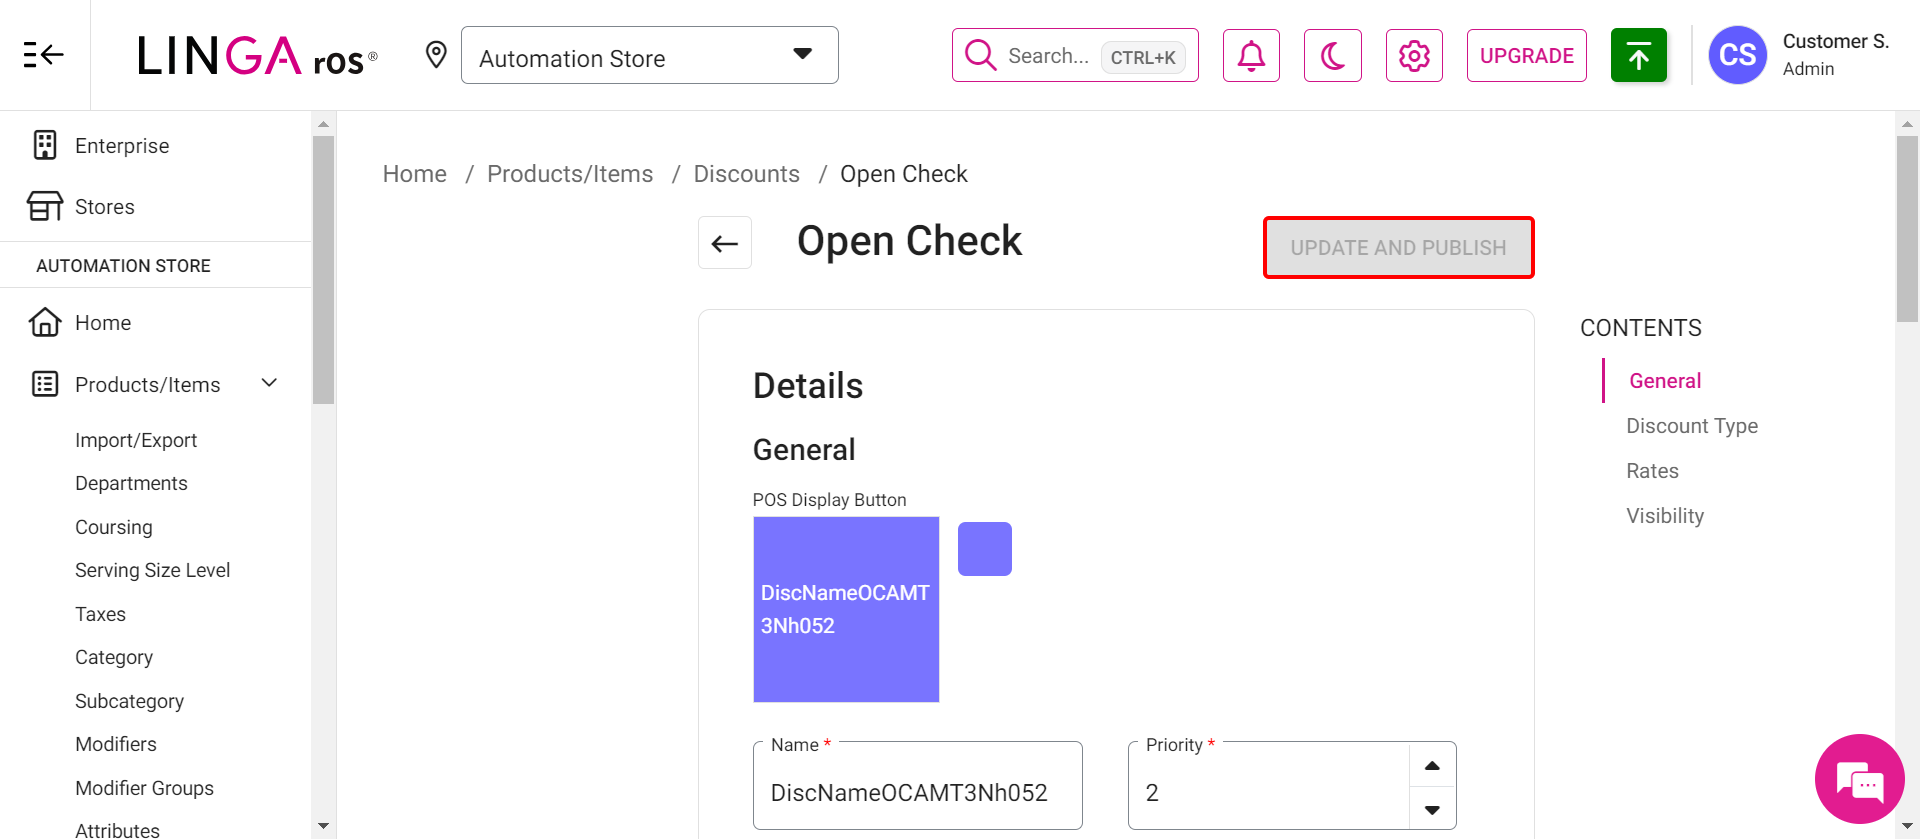 LINGA ros®
Automation Store
Search...
CTRL+K
UPGRADE
CS
Customer S.
Admin
Enterprise
Stores
AUTOMATION STORE
Home
Products/Items
Import/Export
Departments
Coursing
Serving Size Level
Taxes
Category
Subcategory
Modifiers
Modifier Groups
Attributes
Home / Products/Items / Discounts / Open Check
Open Check
UPDATE AND PUBLISH
Details
General
POS Display Button
DiscNameOCAMT
3Nh052
Name *
DiscNameOCAMT3Nh052
Priority *
2
CONTENTS
General
Discount Type
Rates
Visibility